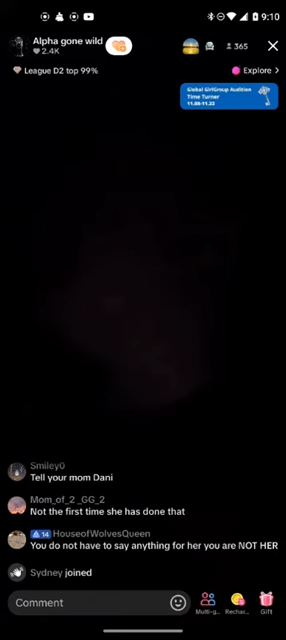 9:10
Alpha gone wild
2.4K
365
League D2 top 99%
Explore >
Global GirlGroup Audition
Time Turner
11.08-11.22
Smiley0
Tell your mom Dani
Mom_of_2 _GG_2
Not the first time she has done that
14 HouseofWolvesQueen
You do not have to say anything for her you are NOT HER
Sydney joined
Comment
Multi-g...
Rechar...
Gift